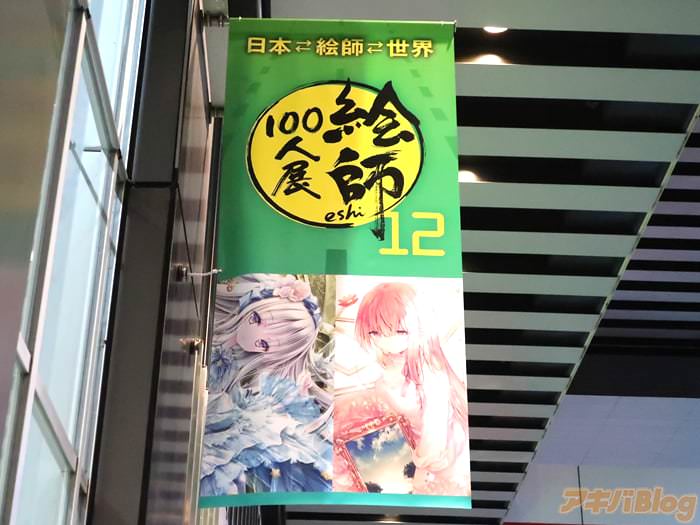 日本⇄絵師⇄世界
絵師
100人展
eshi
12
アキバBlog